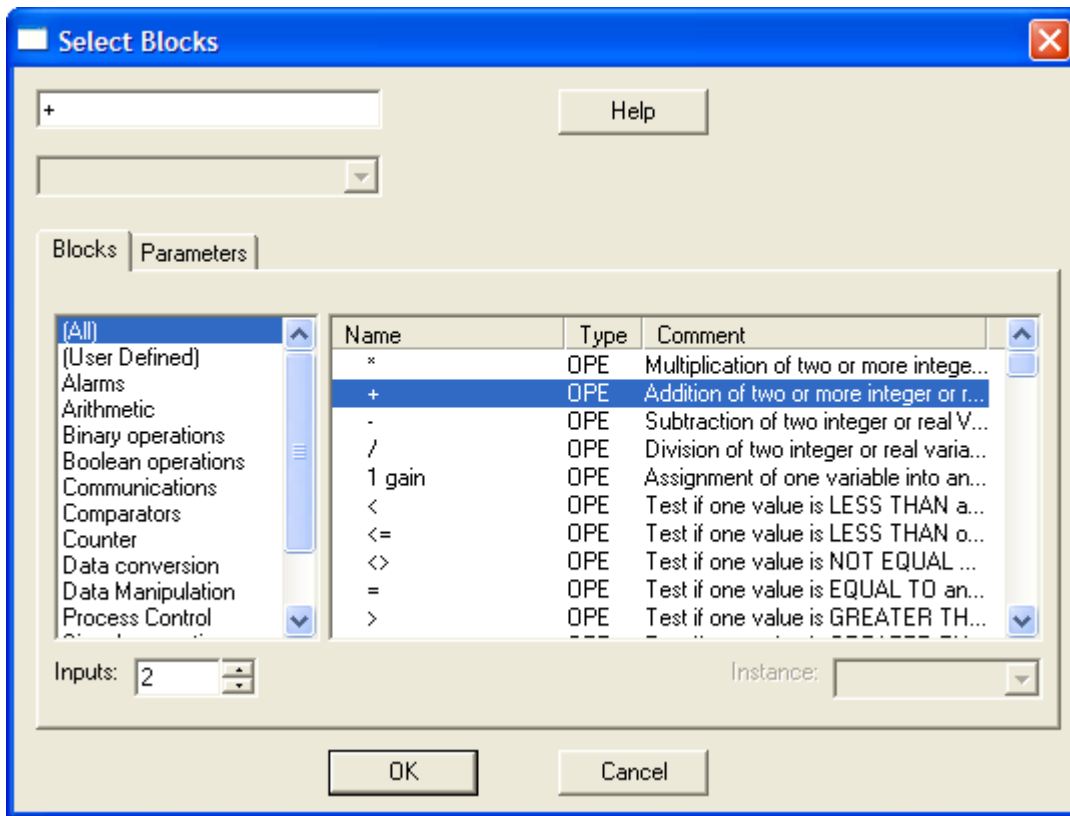 Select Blocks
+
Help
Blocks
Parameters
(All)
(User Defined)
Alarms
Arithmetic
Binary operations
Boolean operations
Communications
Comparators
Counter
Data conversion
Data Manipulation
Process Control
Name Type Comment
* OPE Multiplication of two or more intege...
+ OPE Addition of two or more integer or r...
- OPE Subtraction of two integer or real V...
/ OPE Division of two integer or real varia...
1 gain OPE Assignment of one variable into an...
< OPE Test if one value is LESS THAN a...
<= OPE Test if one value is LESS THAN o...
<> OPE Test if one value is NOT EQUAL ...
= OPE Test if one value is EQUAL TO an...
> OPE Test if one value is GREATER TH...
Inputs: 2
Instance:
OK
Cancel